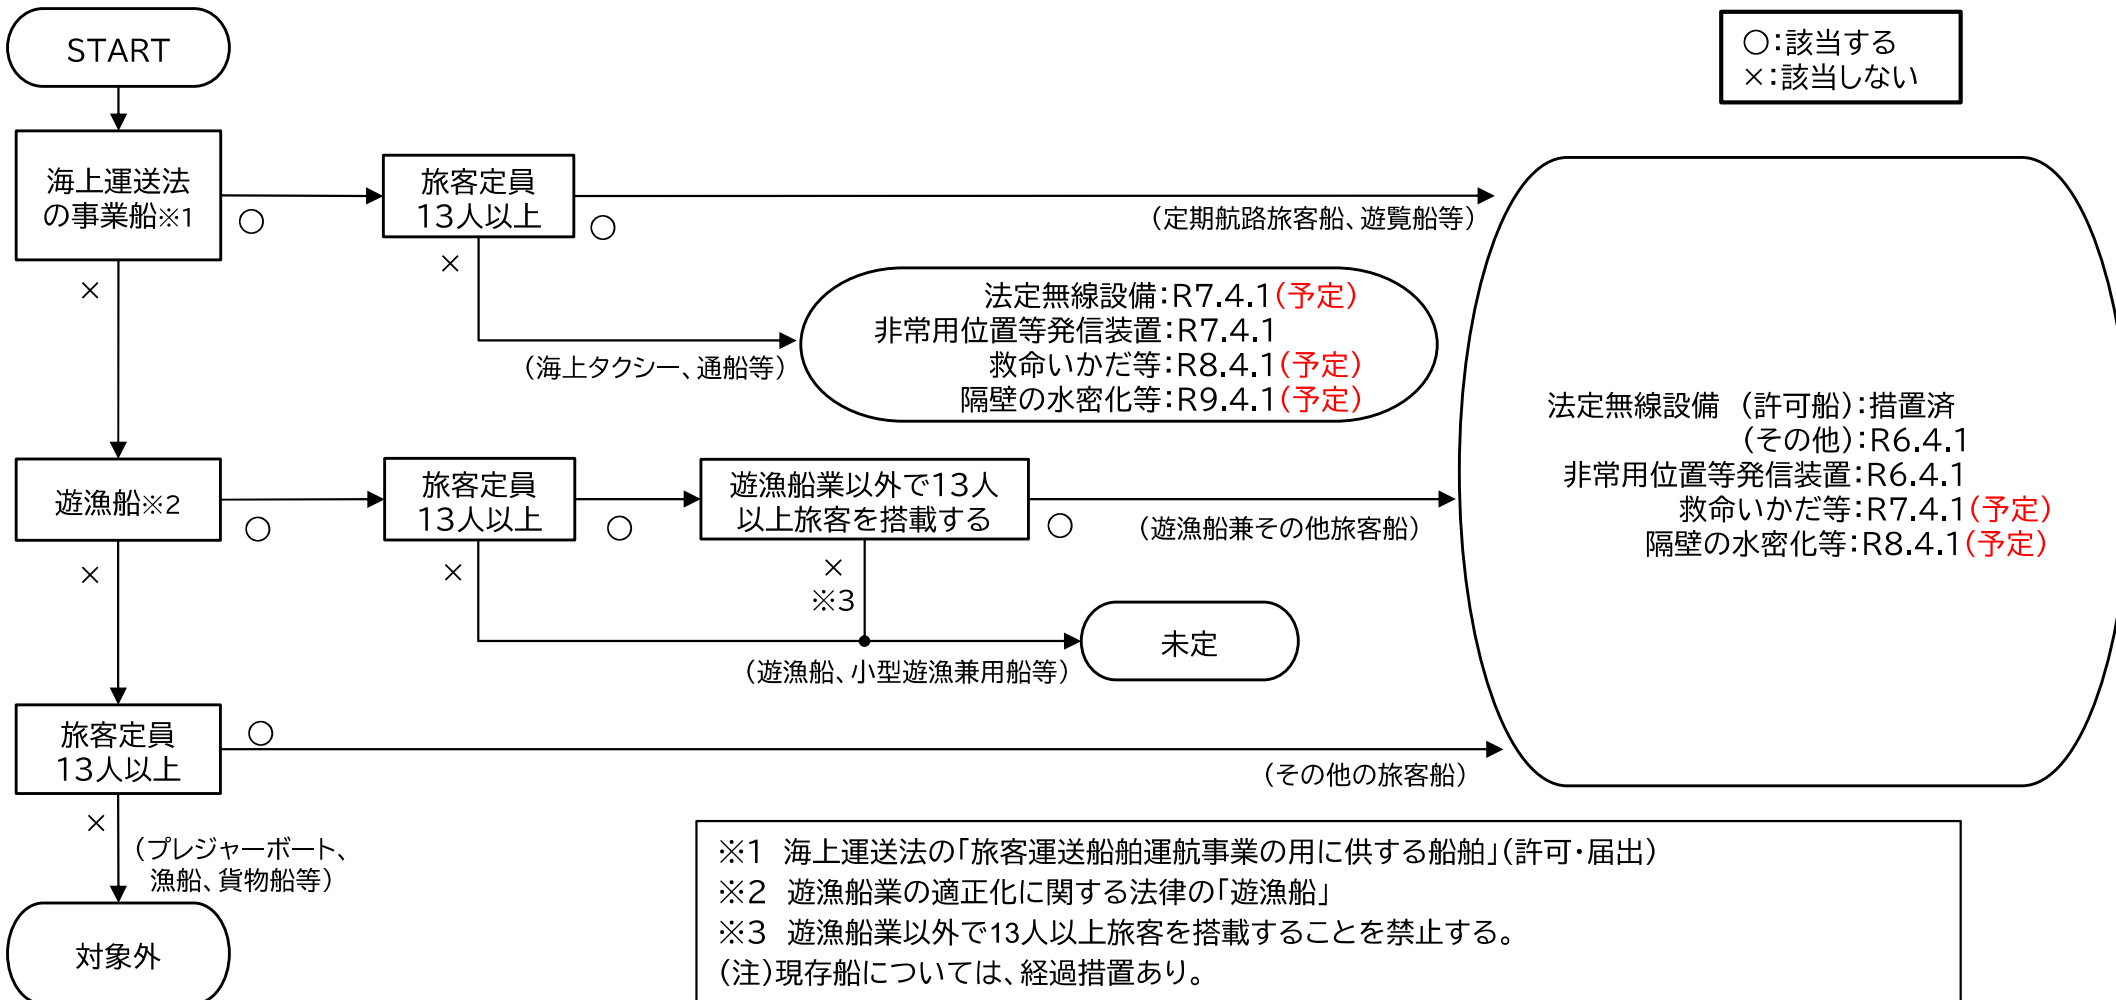 START
○:該当する
×:該当しない
海上運送法
の事業船※1
○
×
旅客定員
13人以上
○
×
(定期航路旅客船、遊覧船等)
(海上タクシー、通船等)
法定無線設備:R7.4.1(予定)
非常用位置等発信装置:R7.4.1
救命いかだ等:R8.4.1(予定)
隔壁の水密化等:R9.4.1(予定)
法定無線設備 (許可船):措置済
(その他):R6.4.1
非常用位置等発信装置:R6.4.1
救命いかだ等:R7.4.1(予定)
隔壁の水密化等:R8.4.1(予定)
遊漁船※2
○
×
旅客定員
13人以上
○
×
遊漁船業以外で13人
以上旅客を搭載する
○
×
※3
(遊漁船兼その他旅客船)
(遊漁船、小型遊漁兼用船等)
未定
旅客定員
13人以上
○
×
(その他の旅客船)
(プレジャーボート、
漁船、貨物船等)
対象外
※1 海上運送法の「旅客運送船舶運航事業の用に供する船舶」(許可・届出)
※2 遊漁船業の適正化に関する法律の「遊漁船」
※3 遊漁船業以外で13人以上旅客を搭載することを禁止する。
(注)現存船については、経過措置あり。